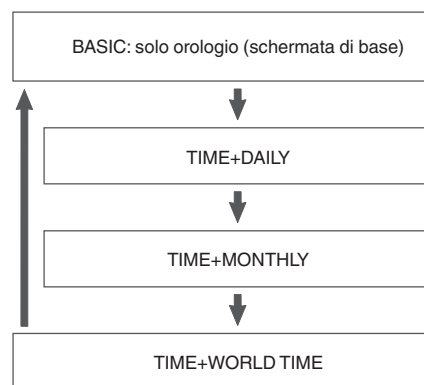 BASIC: solo orologio (schermata di base)
TIME+DAILY
TIME+MONTHLY
TIME+WORLD TIME